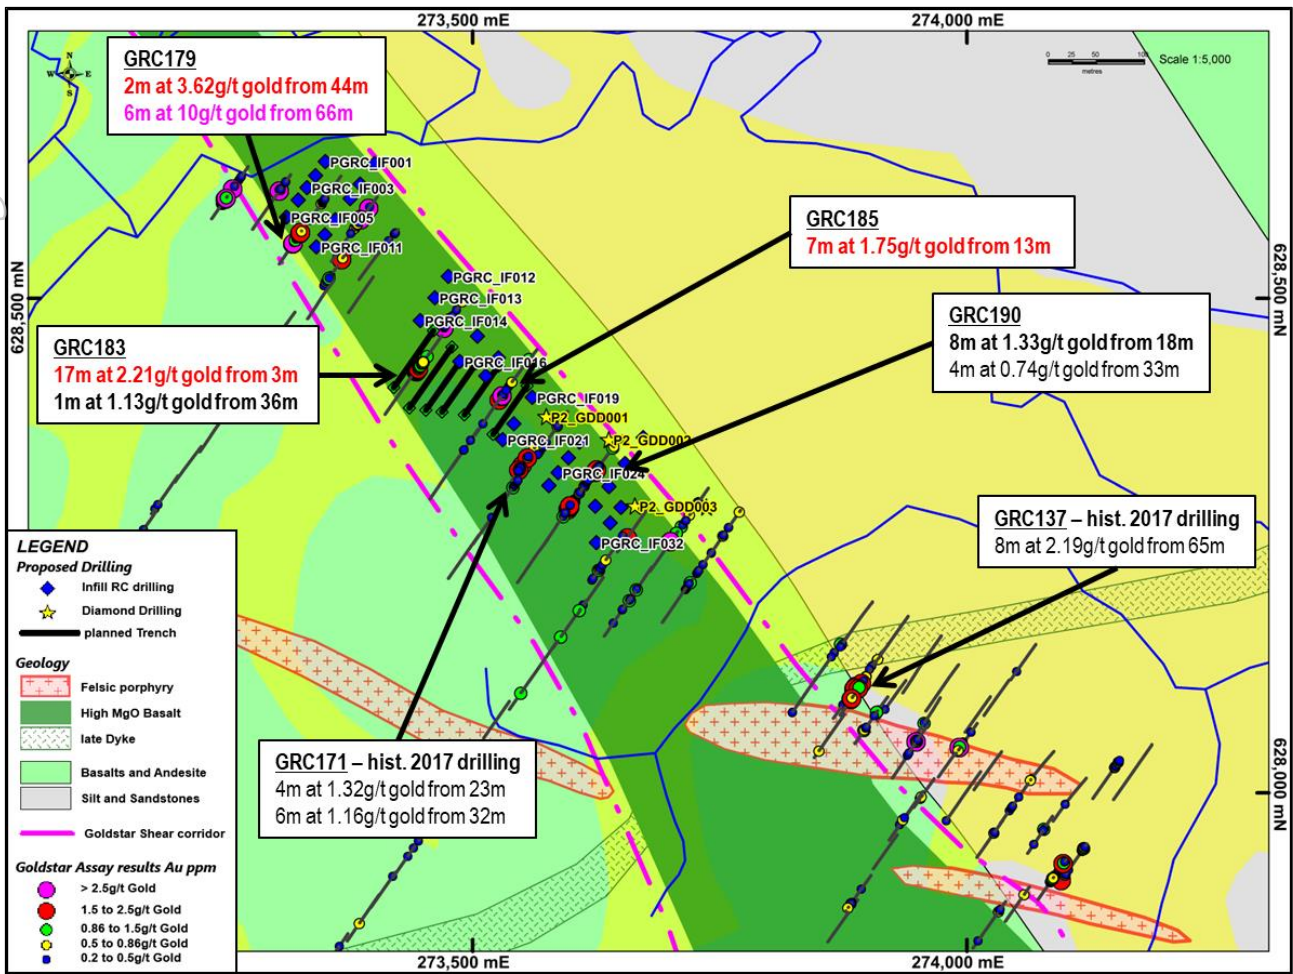 273,500 mE
274,000 mE
N
W E
S
0 25 50 100
metres
Scale 1:5,000
GRC179
2m at 3.62g/t gold from 44m
6m at 10g/t gold from 66m
PGRC_IF001
PGRC_IF003
PGRC_IF005
PGRC_IF011
GRC185
7m at 1.75g/t gold from 13m
628,500 mN
628,500 mN
PGRC_IF012
PGRC_IF013
PGRC_IF014
GRC190
8m at 1.33g/t gold from 18m
4m at 0.74g/t gold from 33m
GRC183
17m at 2.21g/t gold from 3m
1m at 1.13g/t gold from 36m
PGRC_IF016
PGRC_IF019
P2_GDD001
PGRC_IF021
P2_GDD002
PGRC_IF024
P2_GDD003
PGRC_IF032
GRC137 – hist. 2017 drilling
8m at 2.19g/t gold from 65m
LEGEND
Proposed Drilling
Infill RC drilling
Diamond Drilling
planned Trench
Geology
Felsic porphyry
High MgO Basalt
late Dyke
Basalts and Andesite
Silt and Sandstones
Goldstar Shear corridor
Goldstar Assay results Au ppm
> 2.5g/t Gold
1.5 to 2.5g/t Gold
0.86 to 1.5g/t Gold
0.5 to 0.86g/t Gold
0.2 to 0.5g/t Gold
GRC171 – hist. 2017 drilling
4m at 1.32g/t gold from 23m
6m at 1.16g/t gold from 32m
628,000 mN
273,500 mE
274,000 mE